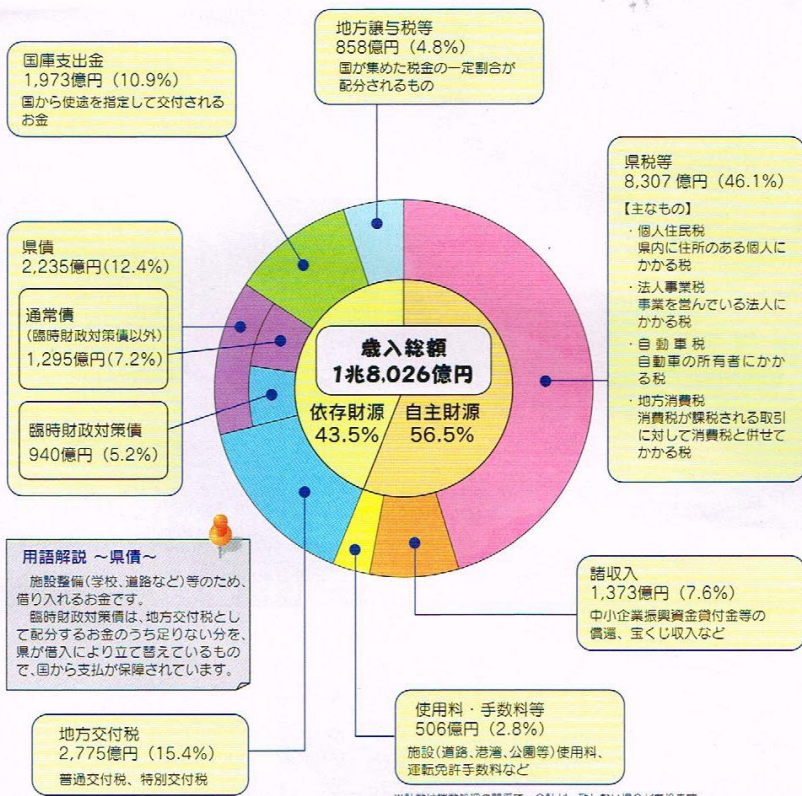 地方譲与税等
858億円（4.8%）
国が集めた税金の一定割合が
配分されるもの
国庫支出金
1,973億円（10.9%）
国から使途を指定して交付される
お金
県税等
8,307 億円（46.1%）
【主なもの】
・個人住民税
県内に住所のある個人に
かかる税
・法人事業税
事業を営んでいる法人に
かかる税
・自 動 車 税
自動車の所有者にかか
る税
・地方消費税
消費税が課税される取引
に対して消費税と併せて
かかる税
県債
2,235億円(12.4%)
通常債
（臨時財政対策債以外）
1,295億円(7.2%)
臨時財政対策債
940億円（5.2%）
歳入総額
1兆8,026億円
依存財源
43.5%
自主財源
56.5%
用語解説 ～県債～
施設整備(学校、道路など)等のため、
借り入れるお金です。
臨時財政対策債は、地方交付税とし
て配分するお金のうち足りない分を、
県が借入により立て替えているもの
で、国から支払が保障されています。
諸収入
1,373億円（7.6%）
中小企業振興資金貸付金等の
償還、宝くじ収入など
使用料・手数料等
506億円（2.8%）
施設(道路、港湾、公園等)使用料、
運転免許手数料など
地方交付税
2,775億円（15.4%）
普通交付税、特別交付税